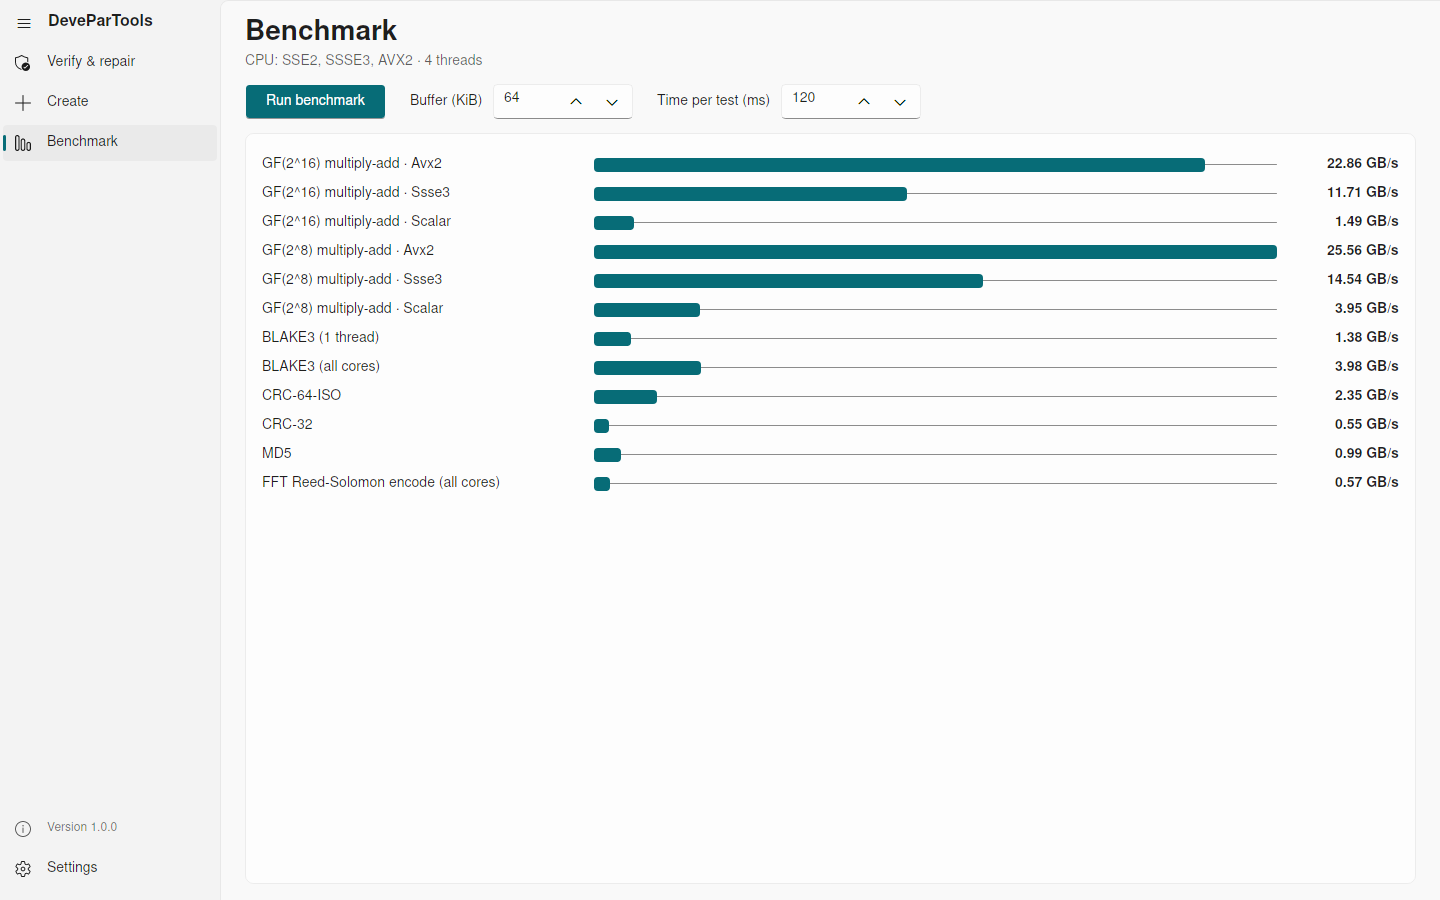 DeveParTools
Verify & repair
Create
Benchmark
Version 1.0.0
Settings
Benchmark
CPU: SSE2, SSSE3, AVX2 · 4 threads
Run benchmark Buffer (KiB) 64 Time per test (ms) 120
GF(2^16) multiply-add · Avx2 22.86 GB/s
GF(2^16) multiply-add · Ssse3 11.71 GB/s
GF(2^16) multiply-add · Scalar 1.49 GB/s
GF(2^8) multiply-add · Avx2 25.56 GB/s
GF(2^8) multiply-add · Ssse3 14.54 GB/s
GF(2^8) multiply-add · Scalar 3.95 GB/s
BLAKE3 (1 thread) 1.38 GB/s
BLAKE3 (all cores) 3.98 GB/s
CRC-64-ISO 2.35 GB/s
CRC-32 0.55 GB/s
MD5 0.99 GB/s
FFT Reed-Solomon encode (all cores) 0.57 GB/s